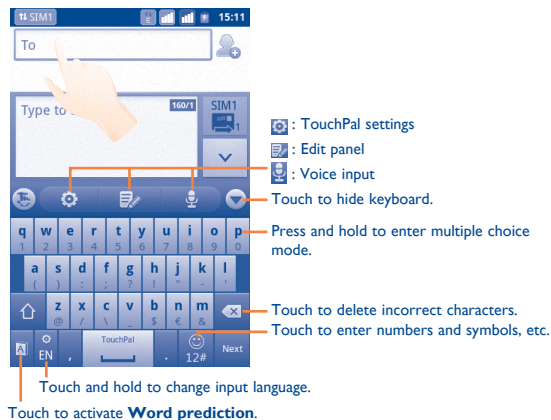 SIM1 15:11
To
160/1 SIM1
Type to
1
: TouchPal settings
: Edit panel
: Voice input
Touch to hide keyboard.
q w e r t y u i o p
1 2 3 4 5 6 7 8 9 0
Press and hold to enter multiple choice
mode.
a s d f g h j k l
( ) : ; ? ! " - '
z x c v b n m
@ / \ _ $ € &
Touch to delete incorrect characters.
Touch to enter numbers and symbols, etc.
A EN , TouchPal . 12# Next
Touch and hold to change input language.
Touch to activate Word prediction.